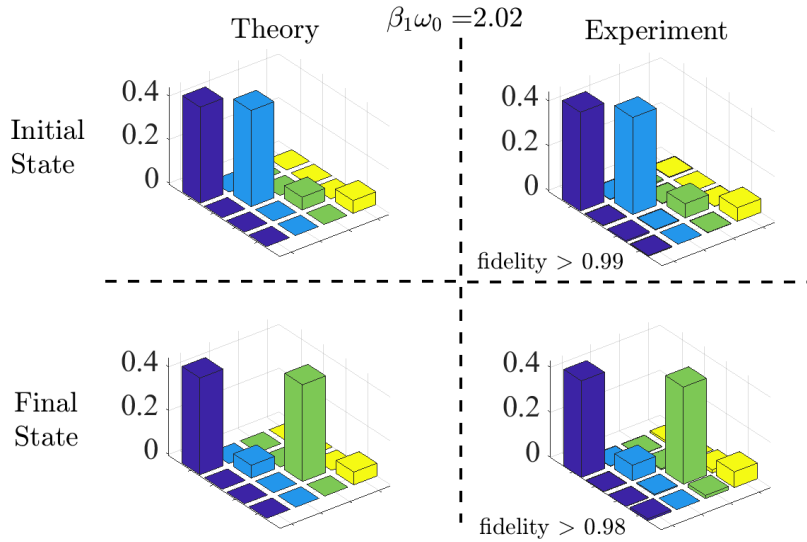 Theory
β₁ω₀ =2.02
Experiment
Initial
State
0.4
0.2
0
0.4
0.2
0
fidelity > 0.99
Final
State
0.4
0.2
0
0.4
0.2
0
fidelity > 0.98